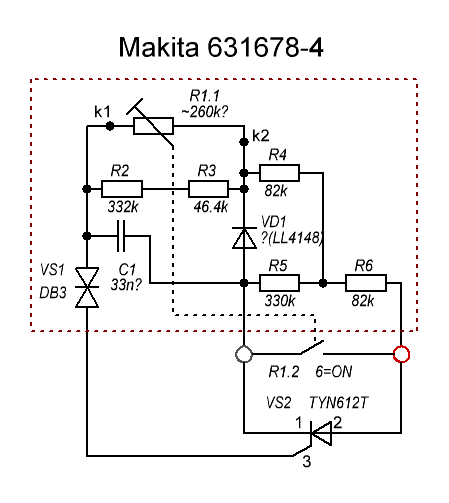 Makita 631678-4
R1.1
~260k?
k1
k2
R2
R3
R4
332k
46.4k
82k
VD1
?(LL4148)
VS1
DB3
C1
33n?
R5
R6
330k
82k
R1.2 6=ON
VS2 TYN612T
1 2
3